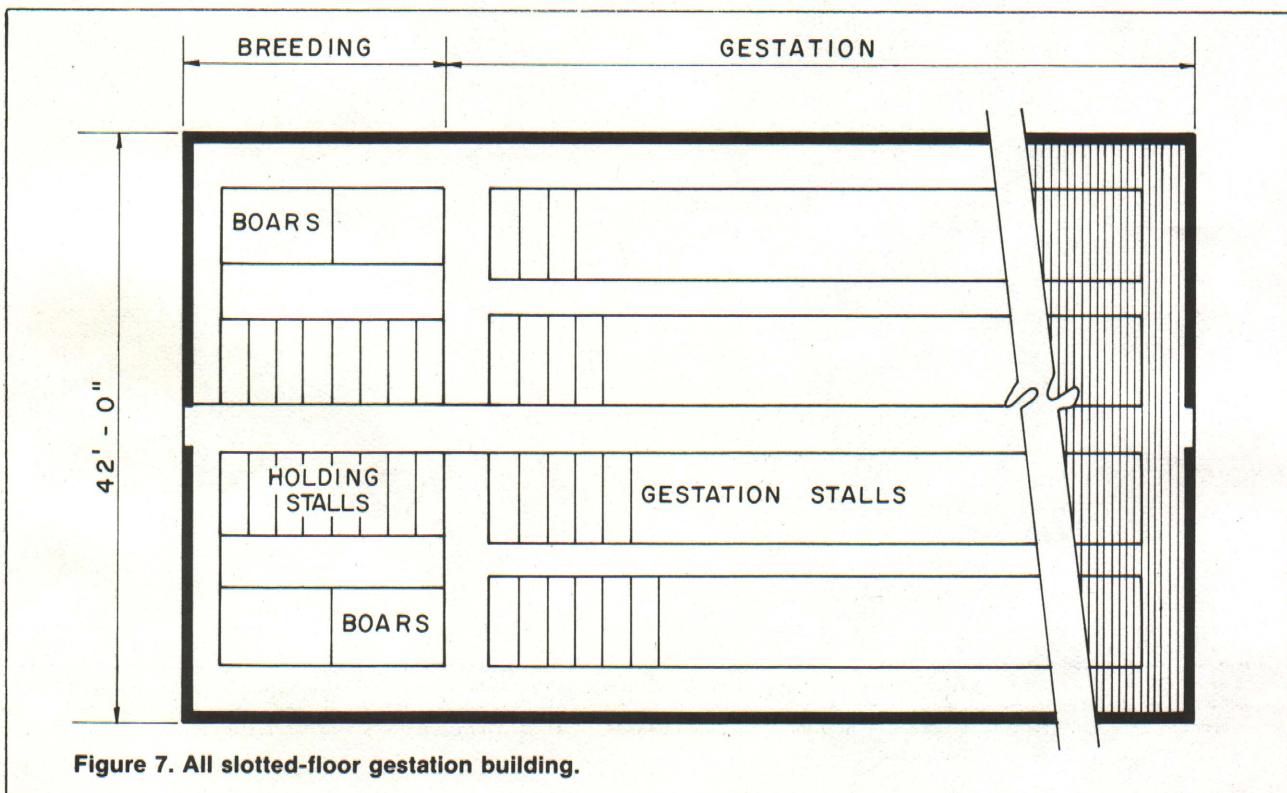 BREEDING
GESTATION
BOARS
42' - 0"
HOLDING
STALLS
GESTATION STALLS
BOARS
Figure 7. All slotted-floor gestation building.